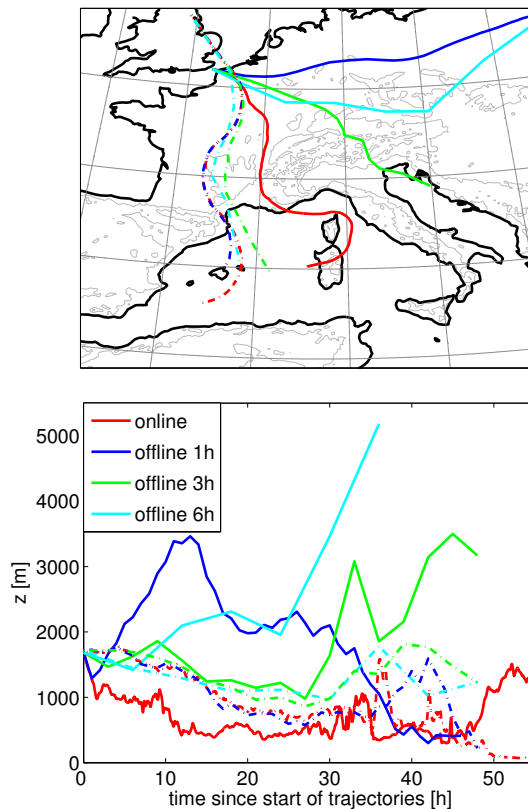 online
offline 1h
offline 3h
offline 6h
5000
4000
3000
2000
1000
0
z [m]
0 10 20 30 40 50
time since start of trajectories [h]